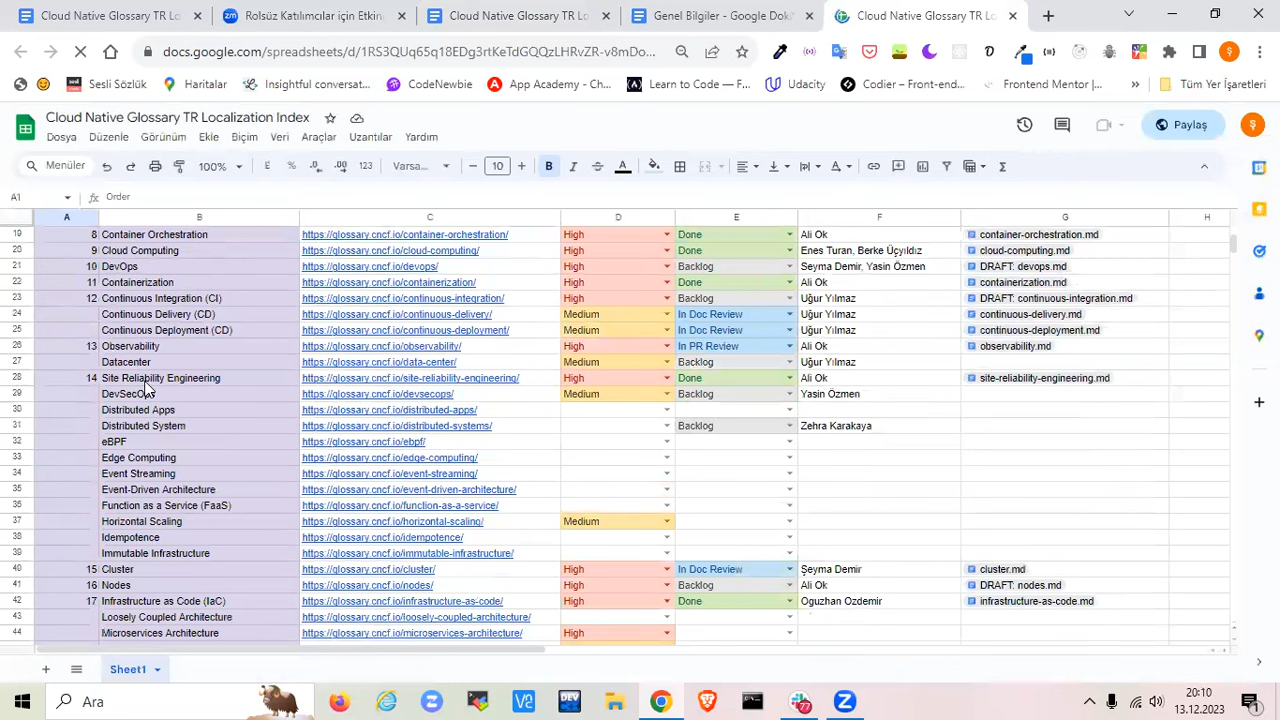 Cloud Native Glossary TR Lo
Rolsüz Katılımcılar için Etkin
Cloud Native Glossary TR Lo
Genel Bilgiler - Google Dokü
Cloud Native Glossary TR Lo
docs.google.com/spreadsheets/d/1RS3QUq65q18EDg3rtKeTdGQQzLHRvZR-v8mDo...
Sesli Sözlük
Haritalar
Insightful conversat...
CodeNewbie
App Academy - Ch...
Learn to Code — F...
Udacity
Codier – Front-end...
Frontend Mentor | ...
Tüm Yer İşaretleri
Cloud Native Glossary TR Localization Index
Dosya Düzenle Görünüm Ekle Biçim Veri Araçlar Uzantılar Yardım
Paylaş
Menüler 100% £ % 123 Varsa... 10
A1 Order
A B C D E F G H
19 8 Container Orchestration https://glossary.cncf.io/container-orchestration/ High Done Ali Ok container-orchestration.md
20 9 Cloud Computing https://glossary.cncf.io/cloud-computing/ High Done Enes Turan, Berke Üçyıldız cloud-computing.md
21 10 DevOps https://glossary.cncf.io/devops/ High Backlog Seyma Demir, Yasin Özmen DRAFT: devops.md
22 11 Containerization https://glossary.cncf.io/containerization/ High Done Ali Ok containerization.md
23 12 Continuous Integration (CI) https://glossary.cncf.io/continuous-integration/ High Backlog Uğur Yılmaz DRAFT: continuous-integration.md
24 Continuous Delivery (CD) https://glossary.cncf.io/continuous-delivery/ Medium In Doc Review Uğur Yılmaz continuous-delivery.md
25 Continuous Deployment (CD) https://glossary.cncf.io/continuous-deployment/ Medium In Doc Review Uğur Yılmaz continuous-deployment.md
26 13 Observability https://glossary.cncf.io/observability/ High In PR Review Uğur Yılmaz observability.md
27 Datacenter https://glossary.cncf.io/data-center/ Medium Backlog Uğur Yılmaz
28 14 Site Reliability Engineering https://glossary.cncf.io/site-reliability-engineering/ High Done Ali Ok site-reliability-engineering.md
29 DevSecOps https://glossary.cncf.io/devsecops/ Medium Backlog Yasin Özmen
30 Distributed Apps https://glossary.cncf.io/distributed-apps/
31 Distributed System https://glossary.cncf.io/distributed-systems/ Backlog Zehra Karakaya
32 eBPF https://glossary.cncf.io/ebpf/
33 Edge Computing https://glossary.cncf.io/edge-computing/
34 Event Streaming https://glossary.cncf.io/event-streaming/
35 Event-Driven Architecture https://glossary.cncf.io/event-driven-architecture/
36 Function as a Service (FaaS) https://glossary.cncf.io/function-as-a-service/
37 Horizontal Scaling https://glossary.cncf.io/horizontal-scaling/ Medium
38 Idempotence https://glossary.cncf.io/idempotence/
39 Immutable Infrastructure https://glossary.cncf.io/immutable-infrastructure/
40 15 Cluster https://glossary.cncf.io/cluster/ High In Doc Review Şeyma Demir cluster.md
41 16 Nodes https://glossary.cncf.io/nodes/ High Backlog Ali Ok DRAFT: nodes.md
42 17 Infrastructure as Code (IaC) https://glossary.cncf.io/infrastructure-as-code/ High Done Oguzhan Ozdemir infrastructure-as-code.md
43 Loosely Coupled Architecture https://glossary.cncf.io/loosely-coupled-architecture/
44 Microservices Architecture https://glossary.cncf.io/microservices-architecture/ High
Sheet1
Ara
77
20:10
13.12.2023